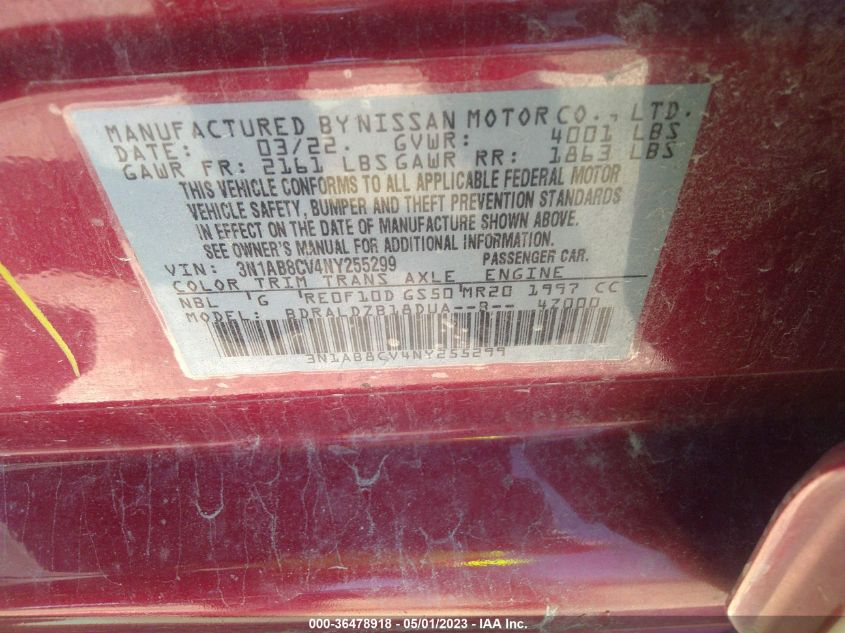 MANUFACTURED BY NISSAN MOTOR CO., LTD.
DATE: 03/22. GVWR: 4001 LBS
GAWR FR: 2161 LBS GAWR RR: 1863 LBS
THIS VEHICLE CONFORMS TO ALL APPLICABLE FEDERAL MOTOR
VEHICLE SAFETY, BUMPER AND THEFT PREVENTION STANDARDS
IN EFFECT ON THE DATE OF MANUFACTURE SHOWN ABOVE.
SEE OWNER'S MANUAL FOR ADDITIONAL INFORMATION.
VIN: 3N1AB8CV4NY255299 PASSENGER CAR.
COLOR TRIM TRANS AXLE ENGINE
NBL G RE0F10D GS50 MR20 1997 CC
MODEL: BDRALDZB18DUA--B-- 47000
3N1AB8CV4NY255299
000-36478918 - 05/01/2023 - IAA Inc.